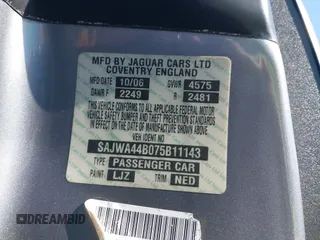 MFD BY JAGUAR CARS LTD
COVENTRY ENGLAND
MFD DATE 10/06 GVWR 4575
GAWR F 2249 R 2481
THIS VEHICLE CONFORMS TO ALL APPLICABLE FEDERAL MOTOR
VEHICLE SAFETY BUMPER AND THEFT PREVENTION STANDARDS
IN EFFECT ON THE DATE OF MANUFACTURE SHOWN ABOVE
VEH IDENT Nº
SAJWA44B075B11143
TYPE PASSENGER CAR
PAINT LJZ TRIM NED
DREAMBID